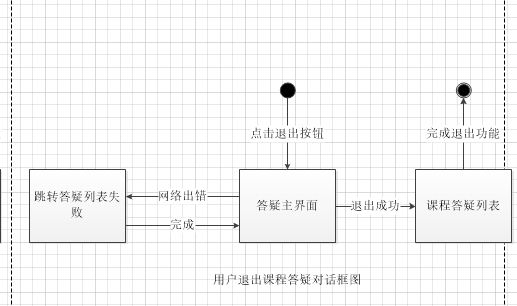 点击退出按钮
完成退出功能
跳转答疑列表失
败
网络出错
完成
答疑主界面
退出成功
课程答疑列表
用户退出课程答疑对话框图